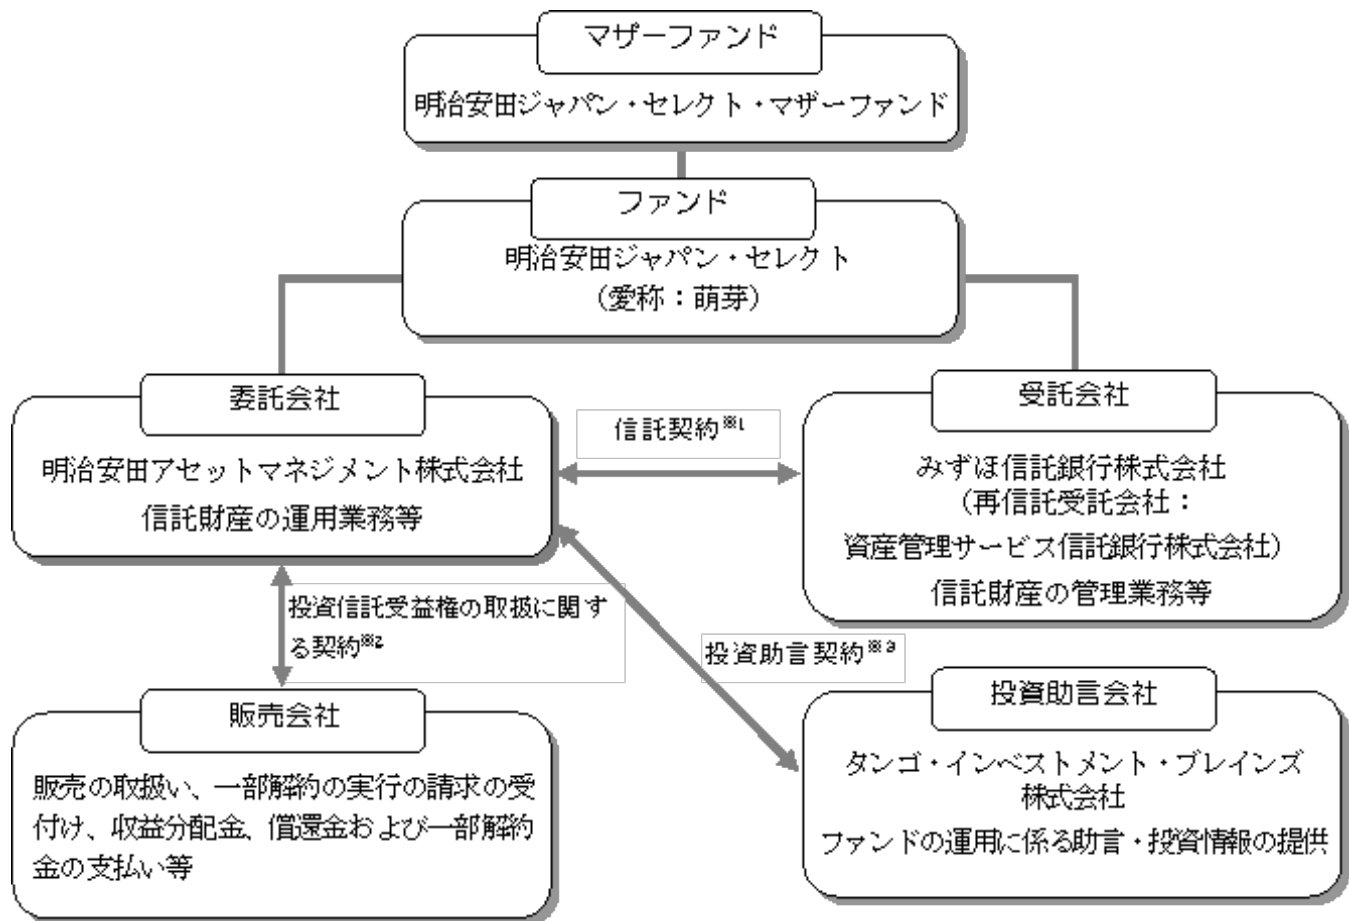 マザーファンド
明治安田ジャパン・セレクト・マザーファンド
ファンド
明治安田ジャパン・セレクト
（愛称：萌芽）
委託会社
明治安田アセットマネジメント株式会社
信託財産の運用業務等
信託契約※1
受託会社
みずほ信託銀行株式会社
（再信託受託会社：
資産管理サービス信託銀行株式会社）
信託財産の管理業務等
投資信託受益権の取扱に関す
る契約※2
投資助言契約※3
販売会社
販売の取扱い、一部解約の実行の請求の受
付け、収益分配金、償還金および一部解約
金の支払い等
投資助言会社
タンゴ・インベストメント・ブレインズ
株式会社
ファンドの運用に係る助言・投資情報の提供